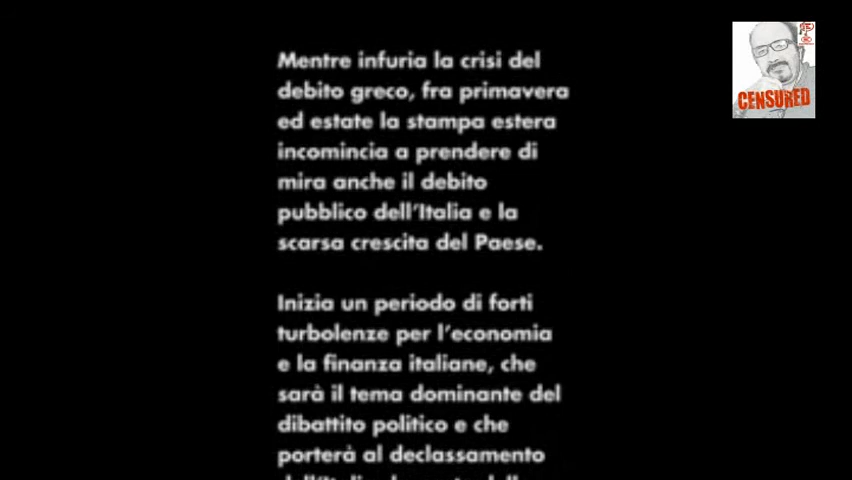 Mentre infuria la crisi del
debito greco, fra primavera
ed estate la stampa estera
incomincia a prendere di
mira anche il debito
pubblico dell'Italia e la
scarsa crescita del Paese.
Inizia un periodo di forti
turbolenze per l'economia
e la finanza italiane, che
sarà il tema dominante del
dibattito politico e che
porterà al declassamento
CENSURED